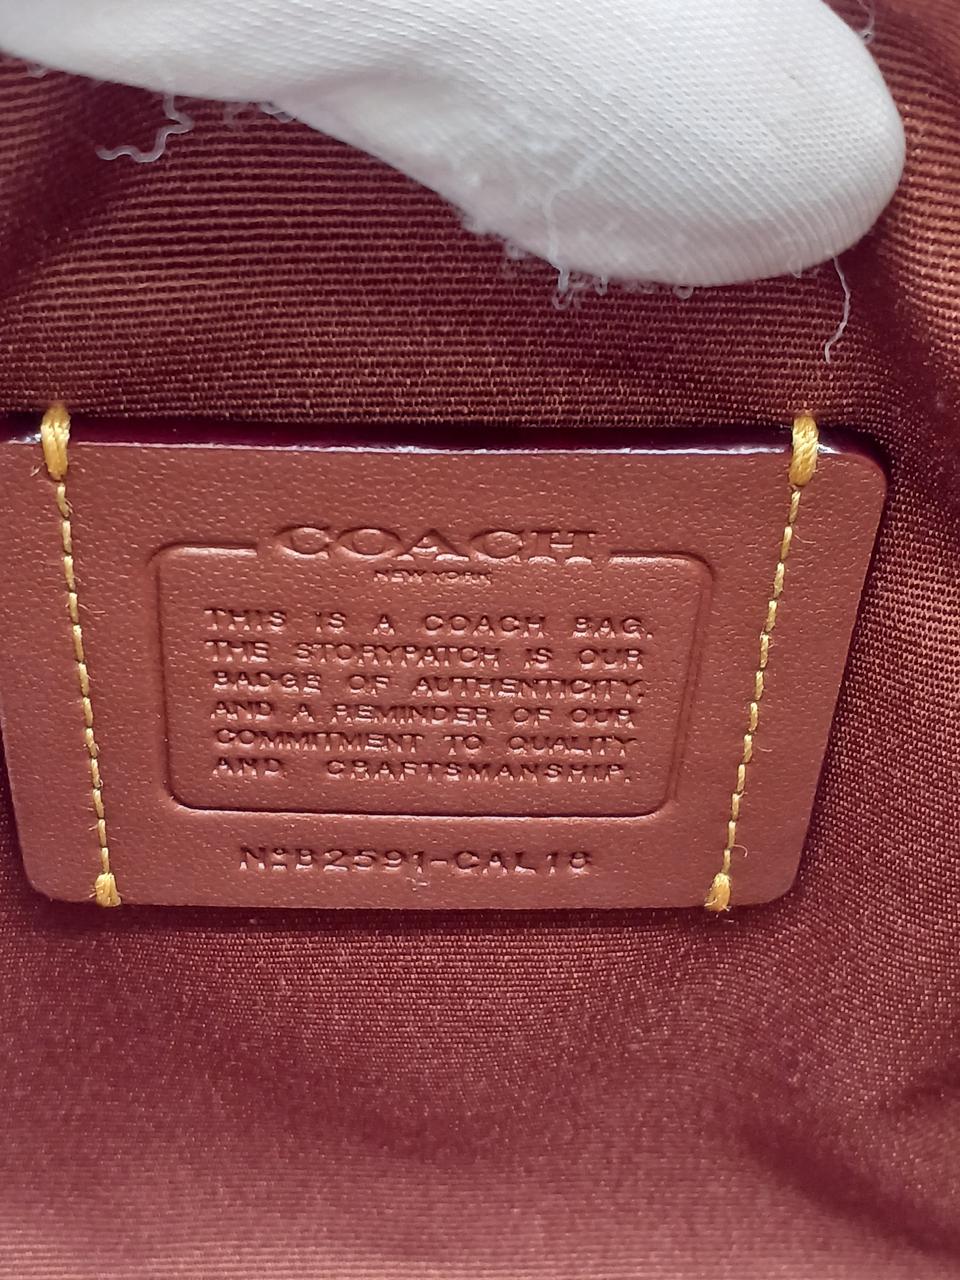 COACH
NEW YORK
THIS IS A COACH BAG.
THE STORYPATCH IS OUR
BADGE OF AUTHENTICITY,
AND A REMINDER OF OUR
COMMITMENT TO QUALITY
AND CRAFTSMANSHIP.
Nº B2591-CAL18